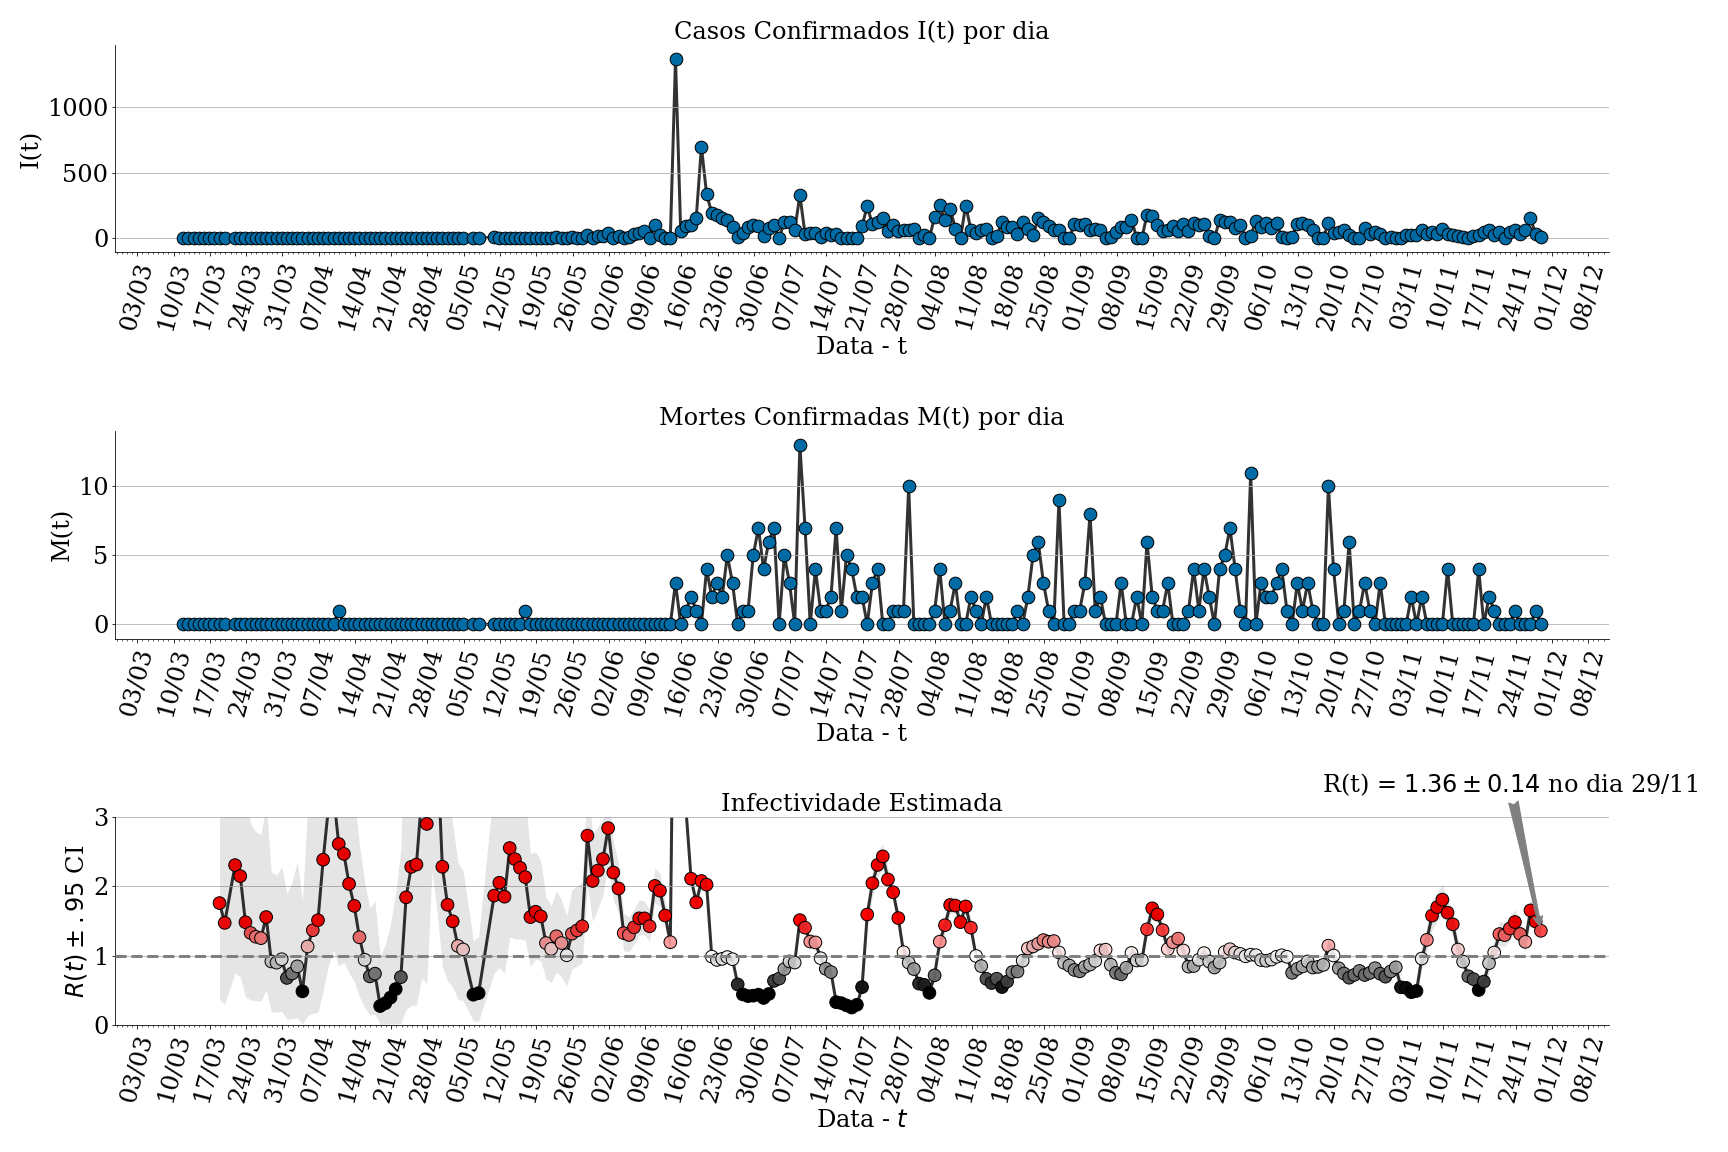 Casos Confirmados I(t) por dia
I(t)
1000
500
0
03/03 10/03 17/03 24/03 31/03 07/04 14/04 21/04 28/04 05/05 12/05 19/05 26/05 02/06 09/06 16/06 23/06 30/06 07/07 14/07 21/07 28/07 04/08 11/08 18/08 25/08 01/09 08/09 15/09 22/09 29/09 06/10 13/10 20/10 27/10 03/11 10/11 17/11 24/11 01/12 08/12
Data - t
Mortes Confirmadas M(t) por dia
M(t)
10
5
0
03/03 10/03 17/03 24/03 31/03 07/04 14/04 21/04 28/04 05/05 12/05 19/05 26/05 02/06 09/06 16/06 23/06 30/06 07/07 14/07 21/07 28/07 04/08 11/08 18/08 25/08 01/09 08/09 15/09 22/09 29/09 06/10 13/10 20/10 27/10 03/11 10/11 17/11 24/11 01/12 08/12
Data - t
R(t) = 1.36 ± 0.14 no dia 29/11
Infectividade Estimada
R(t) ± .95 CI
3
2
1
0
03/03 10/03 17/03 24/03 31/03 07/04 14/04 21/04 28/04 05/05 12/05 19/05 26/05 02/06 09/06 16/06 23/06 30/06 07/07 14/07 21/07 28/07 04/08 11/08 18/08 25/08 01/09 08/09 15/09 22/09 29/09 06/10 13/10 20/10 27/10 03/11 10/11 17/11 24/11 01/12 08/12
Data - t